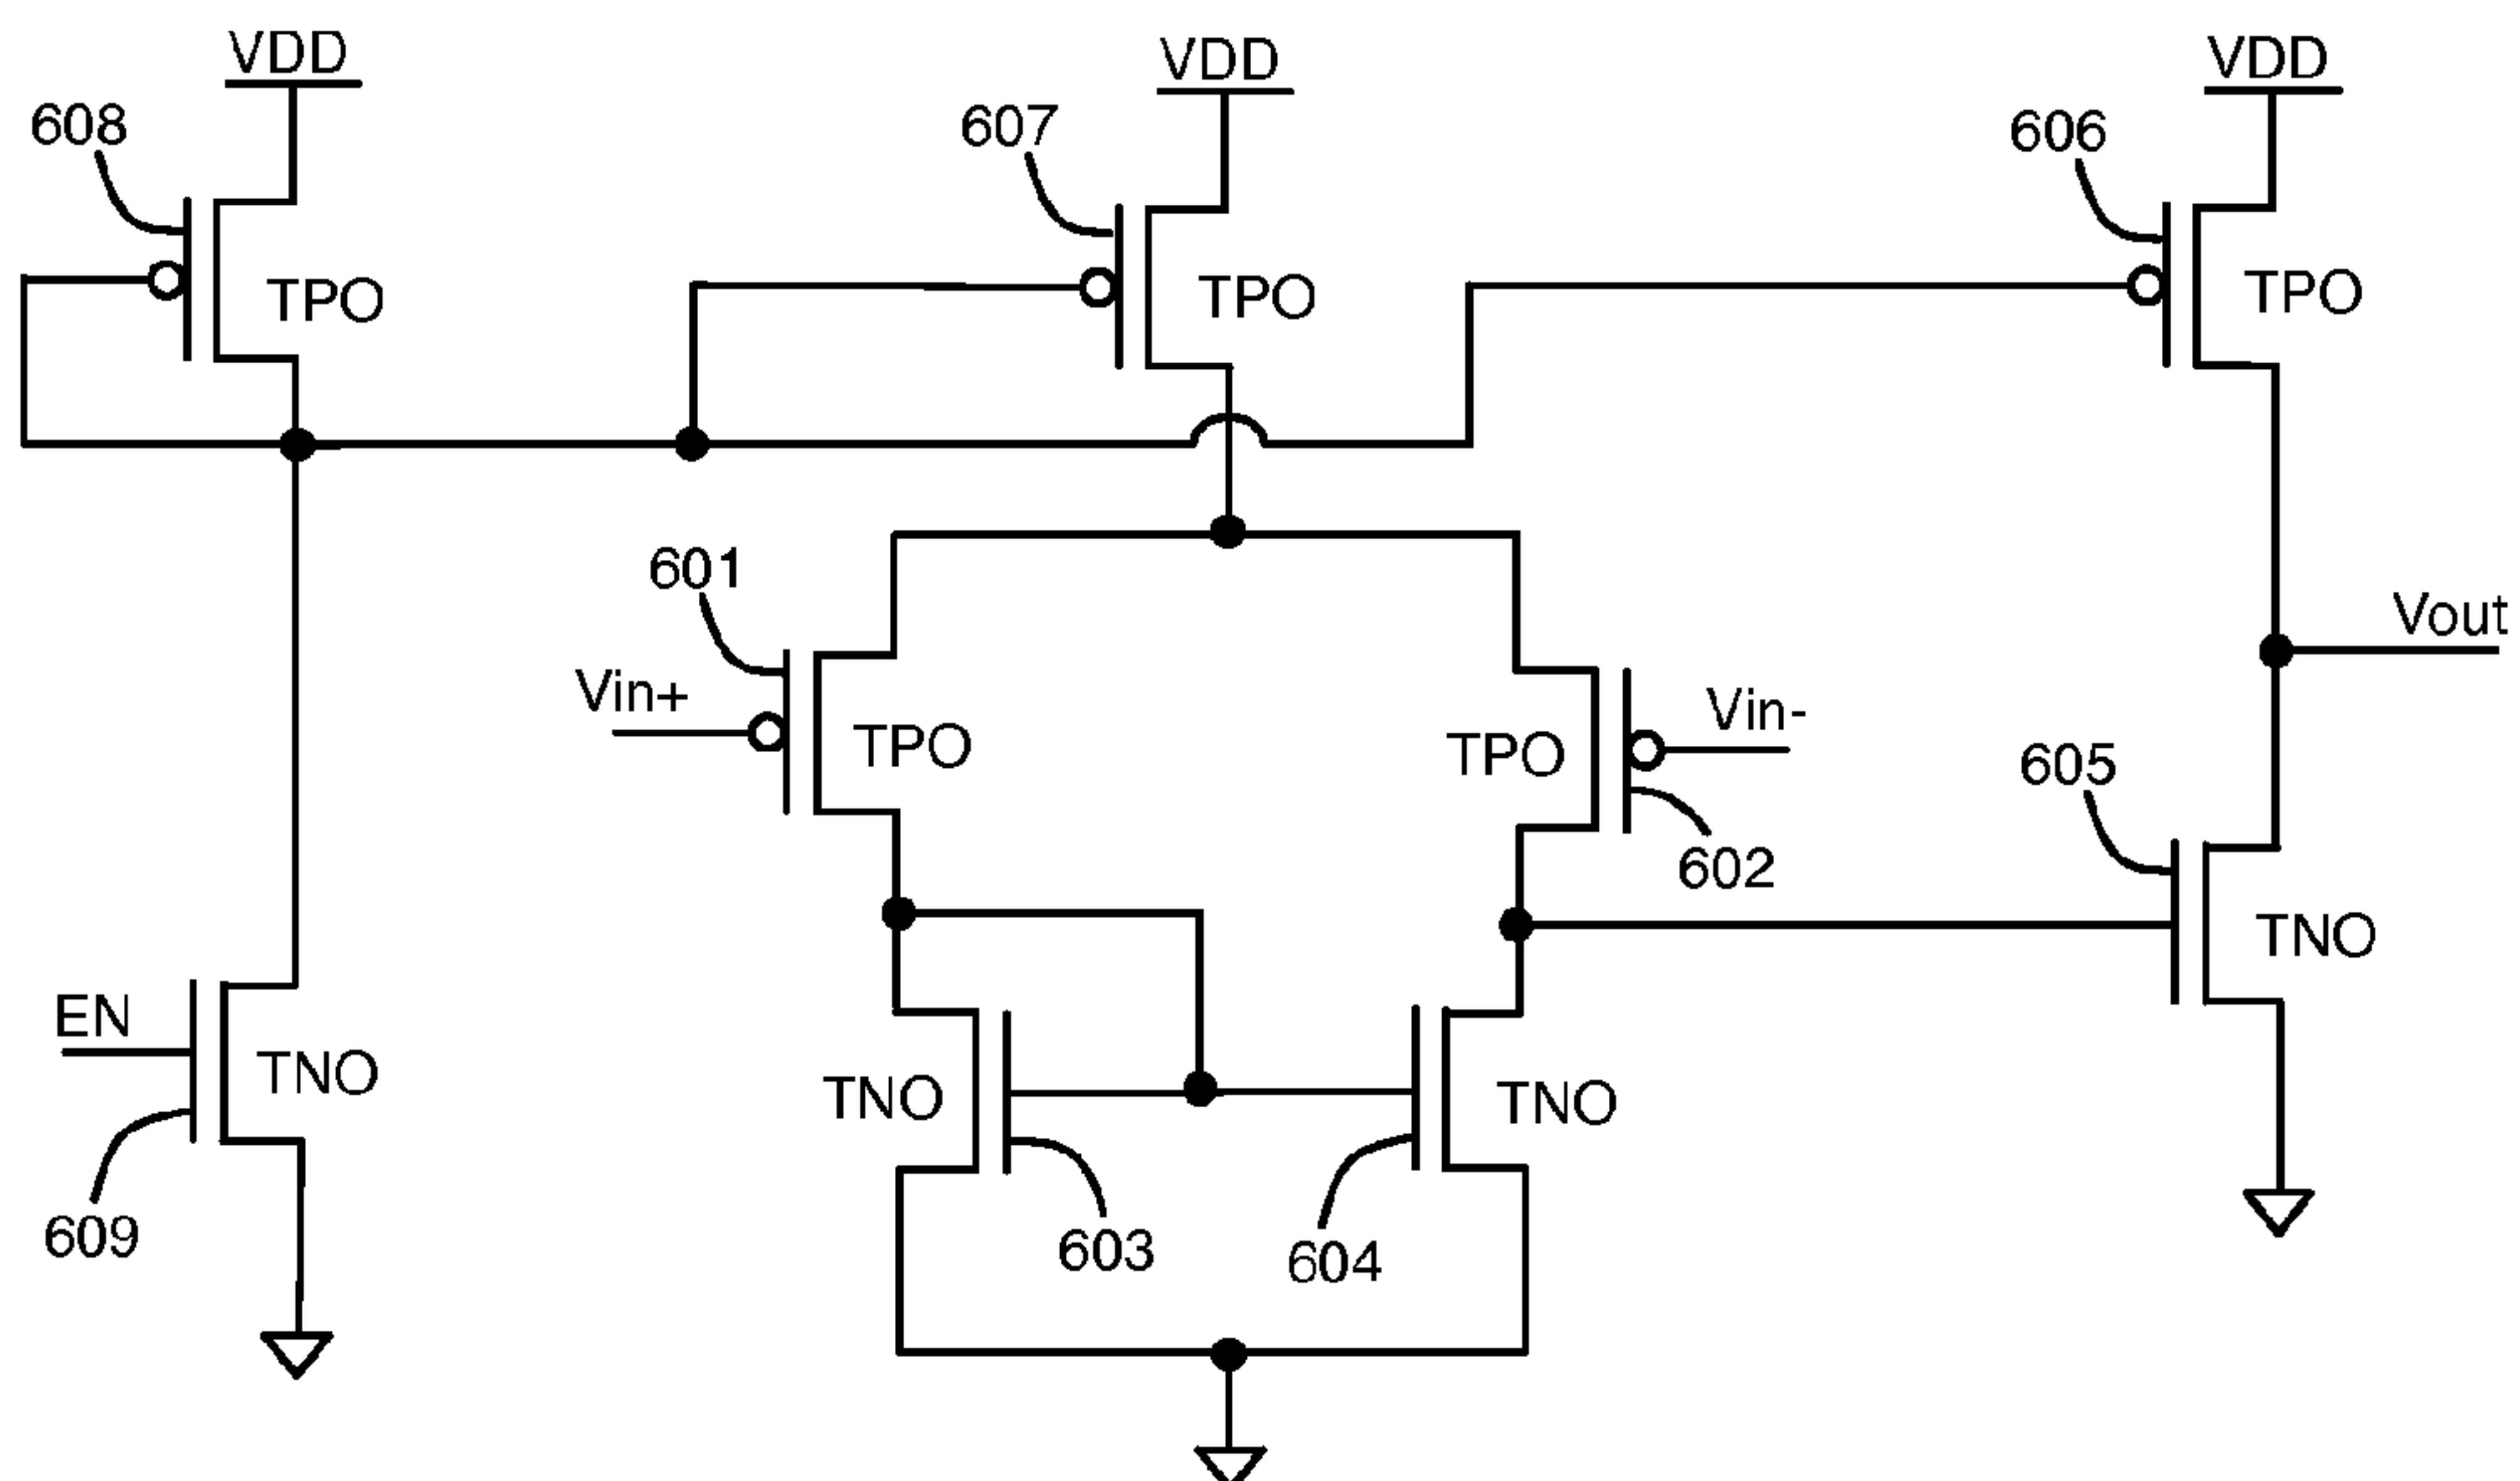 VDD
VDD
VDD
608
607
606
TPO
TPO
TPO
601
Vin+
TPO
TPO
Vin-
602
Vout
605
TNO
EN
TNO
609
TNO
603
TNO
604